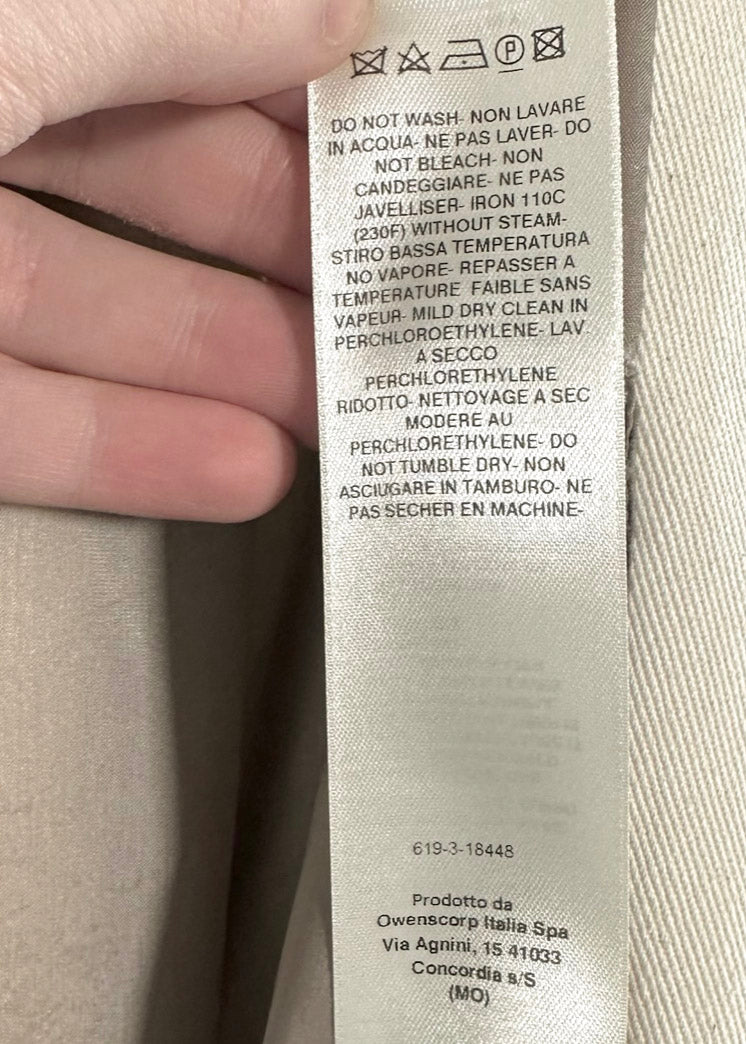 P
DO NOT WASH- NON LAVARE
IN ACQUA- NE PAS LAVER- DO
NOT BLEACH- NON
CANDEGGIARE- NE PAS
JAVELLISER- IRON 110C
(230F) WITHOUT STEAM-
STIRO BASSA TEMPERATURA
NO VAPORE- REPASSER A
TEMPERATURE FAIBLE SANS
VAPEUR- MILD DRY CLEAN IN
PERCHLOROETHYLENE- LAV.
A SECCO
PERCHLORETHYLENE
RIDOTTO- NETTOYAGE A SEC
MODERE AU
PERCHLORETHYLENE- DO
NOT TUMBLE DRY- NON
ASCIUGARE IN TAMBURO- NE
PAS SECHER EN MACHINE-
619-3-18448
Prodotto da
Owenscorp Italia Spa
Via Agnini, 15 41033
Concordia s/S
(MO)